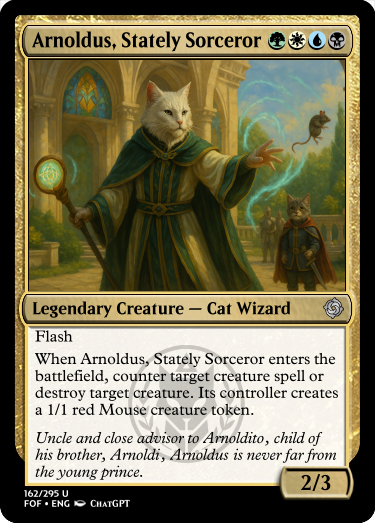 Arnoldus, Stately Sorceror
Legendary Creature — Cat Wizard
Flash
When Arnoldus, Stately Sorceror enters the
battlefield, counter target creature spell or
destroy target creature. Its controller creates
a 1/1 red Mouse creature token.
Uncle and close advisor to Arnoldito, child of
his brother, Arnoldi, Arnoldus is never far from
the young prince.
2/3
162/295 U
FOF • ENG ChatGPT